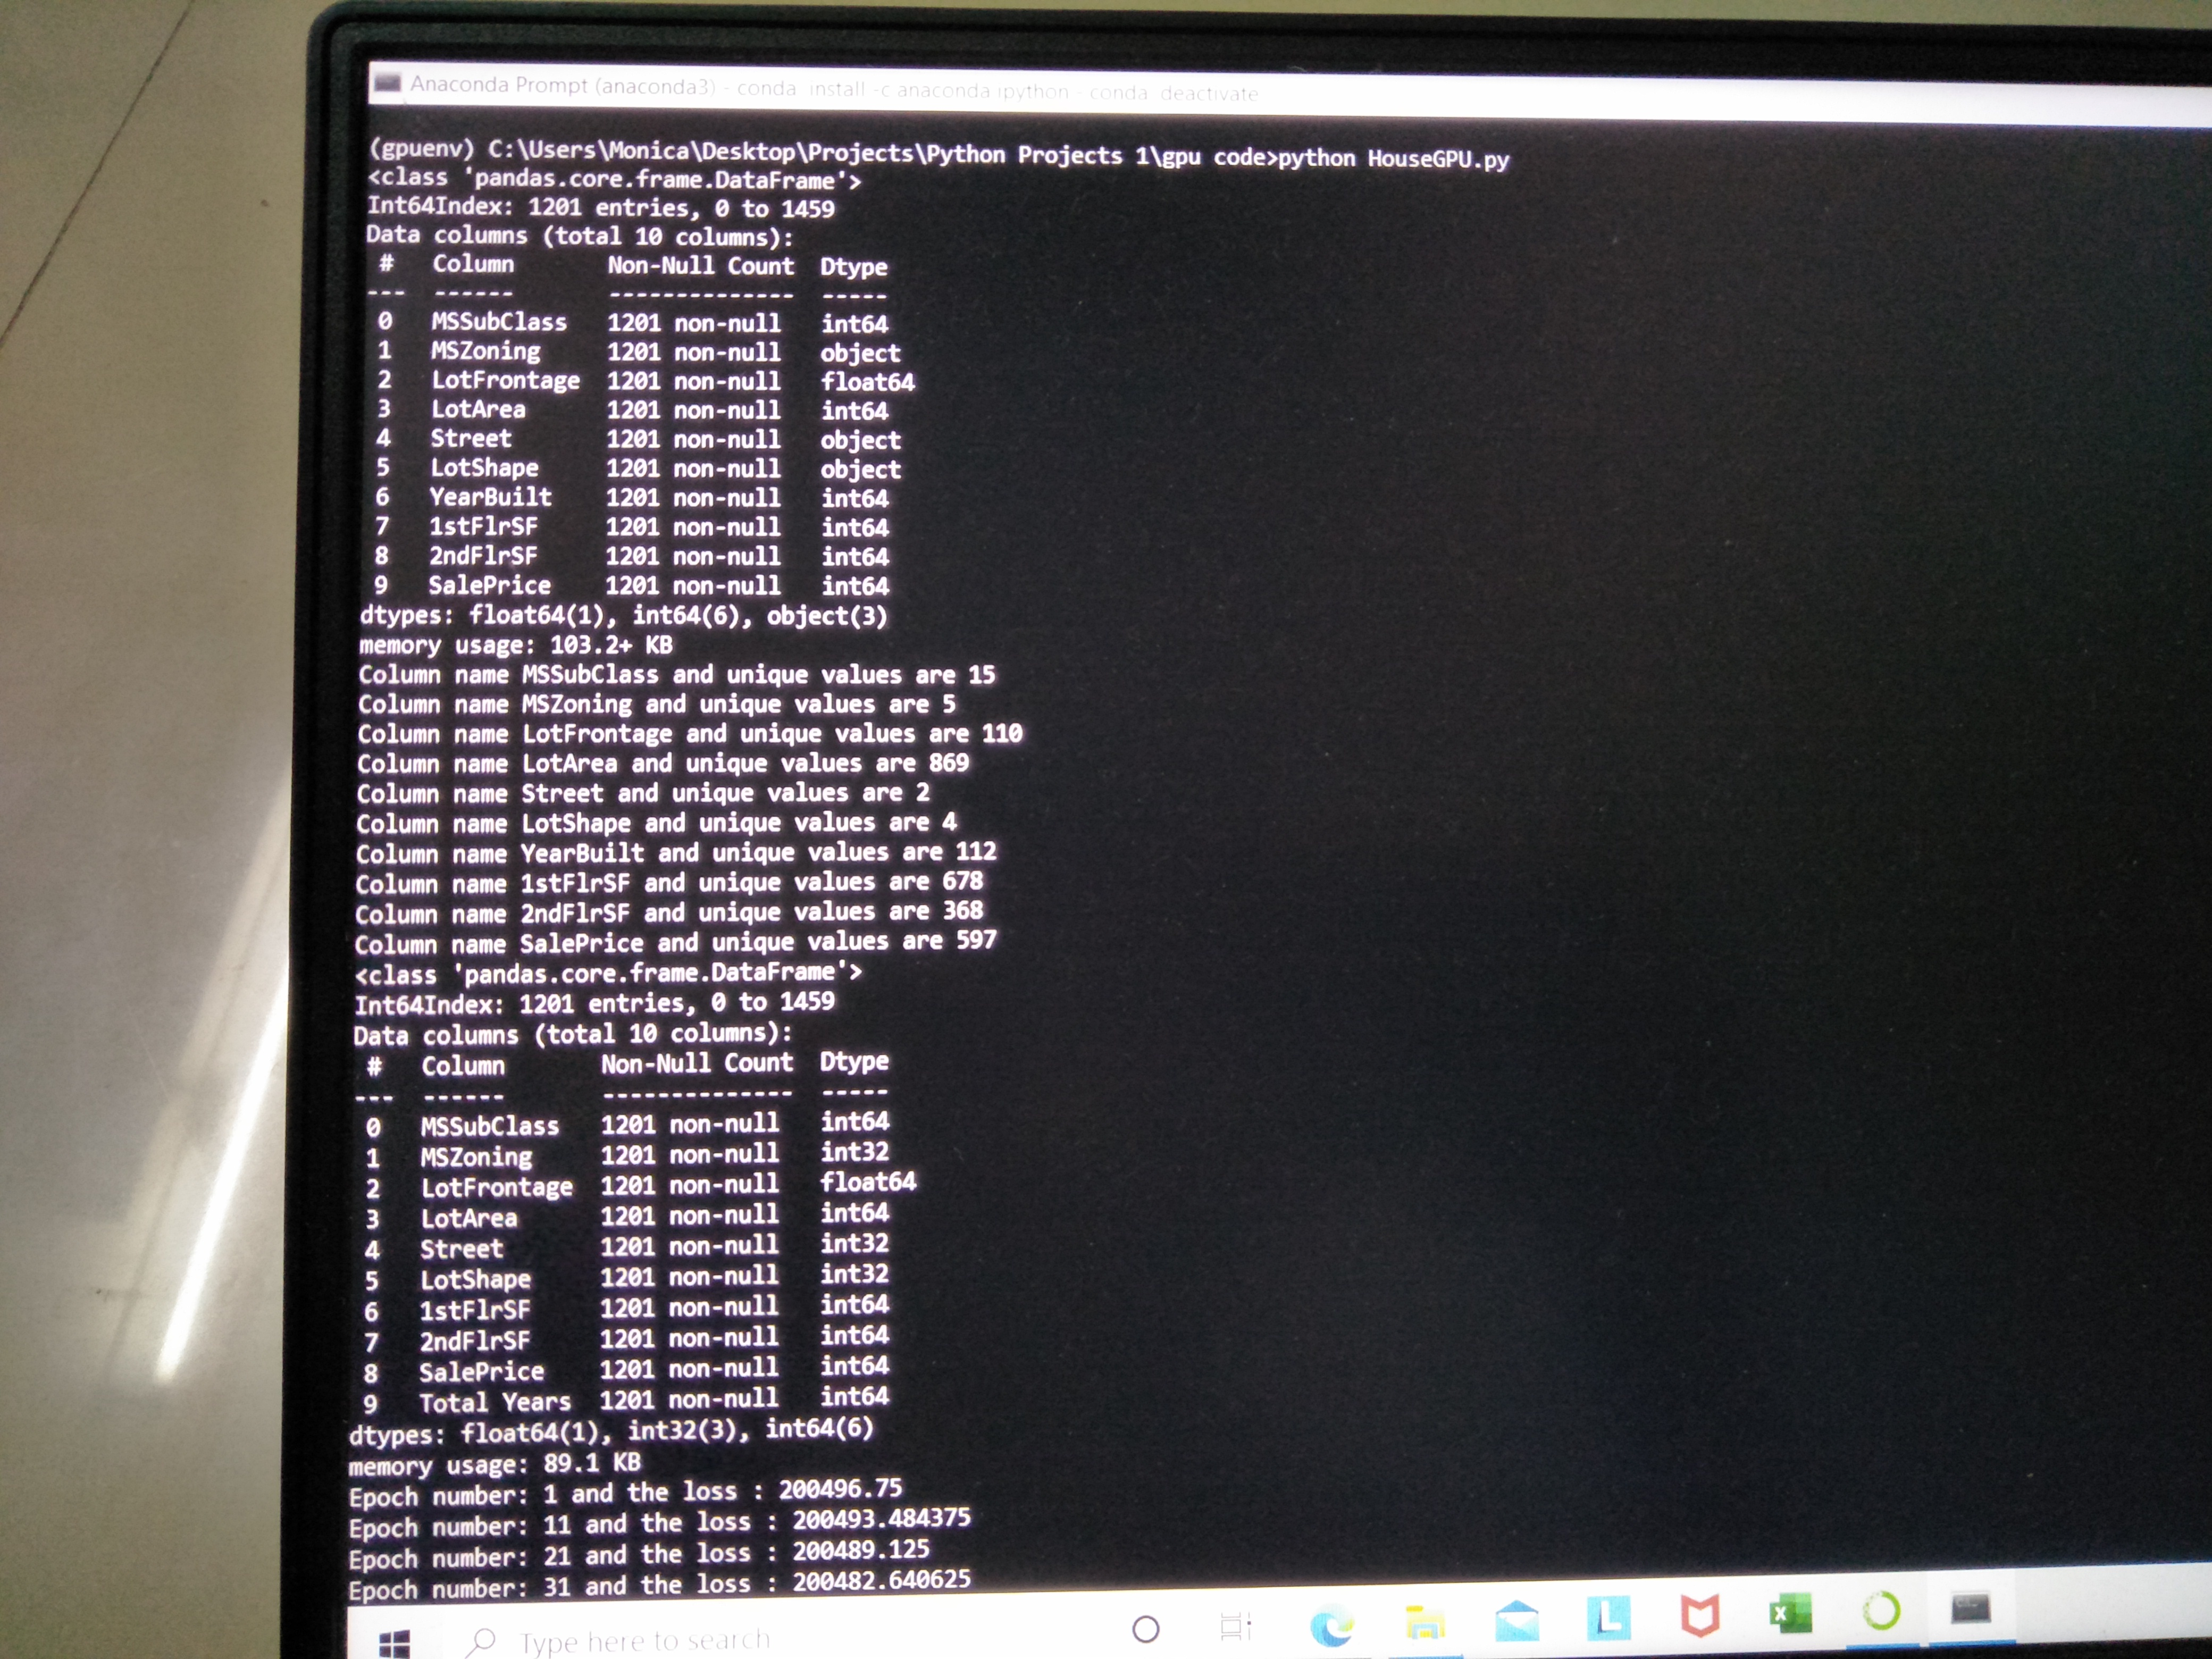 Anaconda Prompt (anaconda3) - conda  install -c anaconda ipython - conda  deactivate
(gpuenv) C:\Users\Monica\Desktop\Projects\Python Projects 1\gpu code>python HouseGPU.py
<class 'pandas.core.frame.DataFrame'>
Int64Index: 1201 entries, 0 to 1459
Data columns (total 10 columns):
 #   Column       Non-Null Count  Dtype
---  ------       --------------  -----
 0   MSSubClass   1201 non-null   int64
 1   MSZoning     1201 non-null   object
 2   LotFrontage  1201 non-null   float64
 3   LotArea      1201 non-null   int64
 4   Street       1201 non-null   object
 5   LotShape     1201 non-null   object
 6   YearBuilt    1201 non-null   int64
 7   1stFlrSF     1201 non-null   int64
 8   2ndFlrSF     1201 non-null   int64
 9   SalePrice    1201 non-null   int64
dtypes: float64(1), int64(6), object(3)
memory usage: 103.2+ KB
Column name MSSubClass and unique values are 15
Column name MSZoning and unique values are 5
Column name LotFrontage and unique values are 110
Column name LotArea and unique values are 869
Column name Street and unique values are 2
Column name LotShape and unique values are 4
Column name YearBuilt and unique values are 112
Column name 1stFlrSF and unique values are 678
Column name 2ndFlrSF and unique values are 368
Column name SalePrice and unique values are 597
<class 'pandas.core.frame.DataFrame'>
Int64Index: 1201 entries, 0 to 1459
Data columns (total 10 columns):
 #   Column       Non-Null Count  Dtype
---  ------       --------------  -----
 0   MSSubClass   1201 non-null   int64
 1   MSZoning     1201 non-null   int32
 2   LotFrontage  1201 non-null   float64
 3   LotArea      1201 non-null   int64
 4   Street       1201 non-null   int32
 5   LotShape     1201 non-null   int32
 6   1stFlrSF     1201 non-null   int64
 7   2ndFlrSF     1201 non-null   int64
 8   SalePrice    1201 non-null   int64
 9   Total Years  1201 non-null   int64
dtypes: float64(1), int32(3), int64(6)
memory usage: 89.1 KB
Epoch number: 1 and the loss : 200496.75
Epoch number: 11 and the loss : 200493.484375
Epoch number: 21 and the loss : 200489.125
Epoch number: 31 and the loss : 200482.640625
Type here to search
L
X